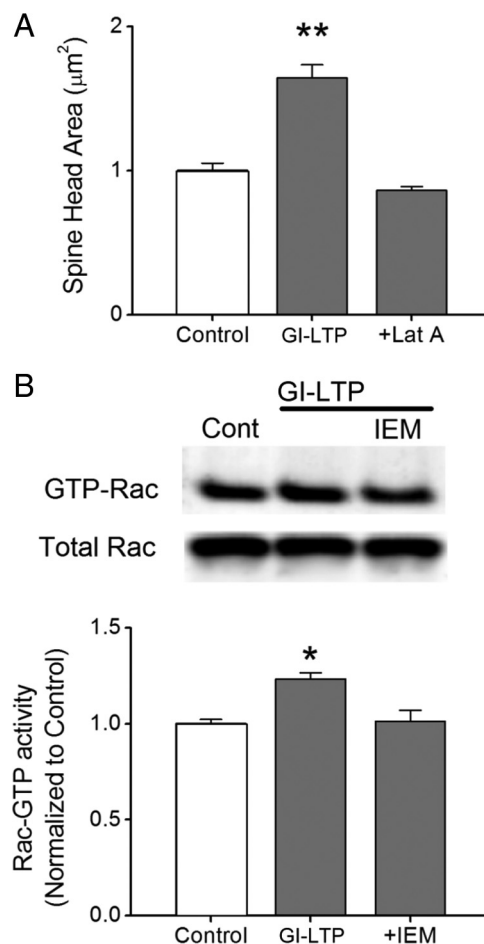 A
Spine Head Area (μm²)
2
1
0
**
Control
GI-LTP
+Lat A
B
GI-LTP
Cont
IEM
GTP-Rac
Total Rac
Rac-GTP activity
(Normalized to Control)
1.5
1.0
0.5
0.0
*
Control
GI-LTP
+IEM